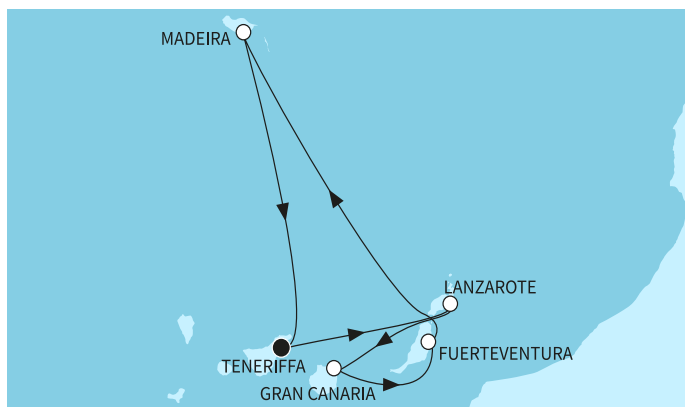 MADEIRA
LANZAROTE
FUERTEVENTURA
TENERIFFA
GRAN CANARIA